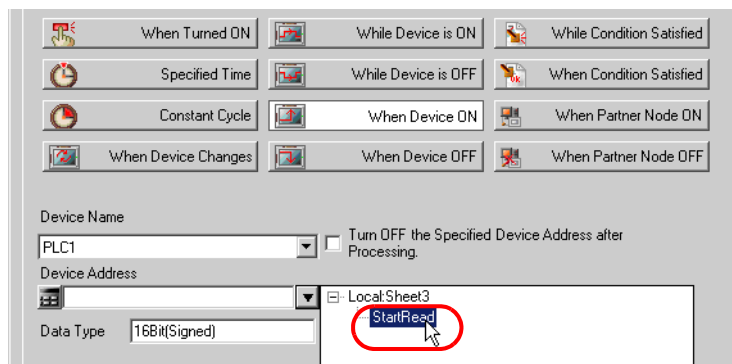 When Turned ON
While Device is ON
While Condition Satisfied
Specified Time
While Device is OFF
When Condition Satisfied
Constant Cycle
When Device ON
When Partner Node ON
When Device Changes
When Device OFF
When Partner Node OFF
Device Name
PLC1
Turn OFF the Specified Device Address after
Processing.
Device Address
Local:Sheet3
StartRead
Data Type
16Bit(Signed)